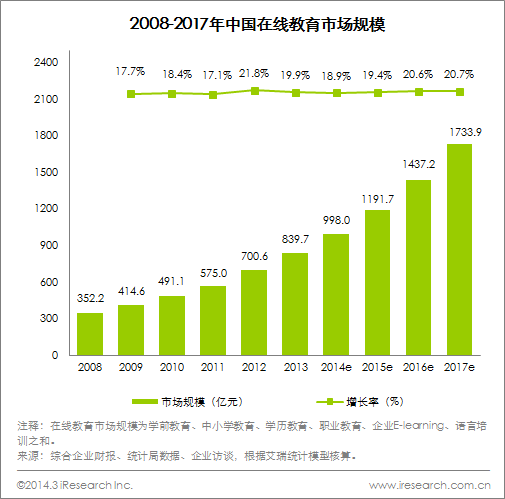 2008-2017年中国在线教育市场规模
2400
2100
1800
1500
1200
900
600
300
0
17.7% 18.4% 17.1% 21.8% 19.9% 18.9% 19.4% 20.6% 20.7%
352.2 414.6 491.1 575.0 700.6 839.7 998.0 1191.7 1437.2 1733.9
2008 2009 2010 2011 2012 2013 2014e 2015e 2016e 2017e
市场规模（亿元） 增长率（%）
注释：在线教育市场规模为学前教育、中小学教育、学历教育、职业教育、企业E-learning、语言培
训之和。
来源：综合企业财报、统计局数据、企业访谈，根据艾瑞统计模型核算。
©2014.3 iResearch Inc. www.iresearch.com.cn